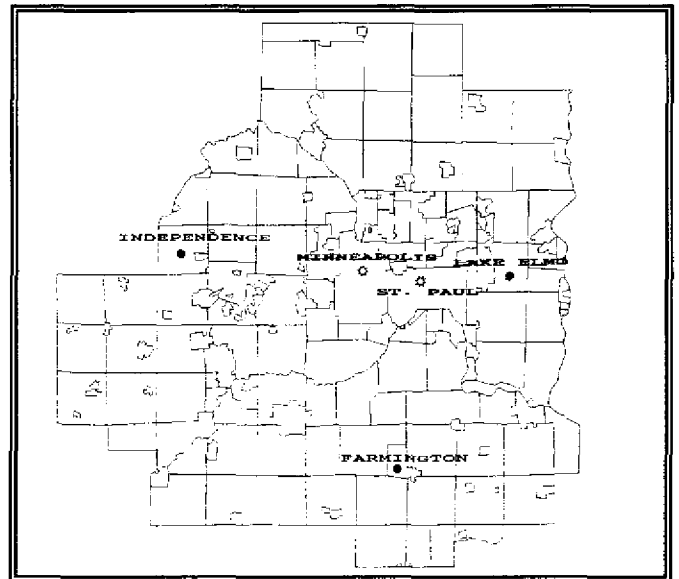 INDEPENDENCE
MINNEAPOLIS
LAKE ELMO
ST. PAUL
FARMINGTON